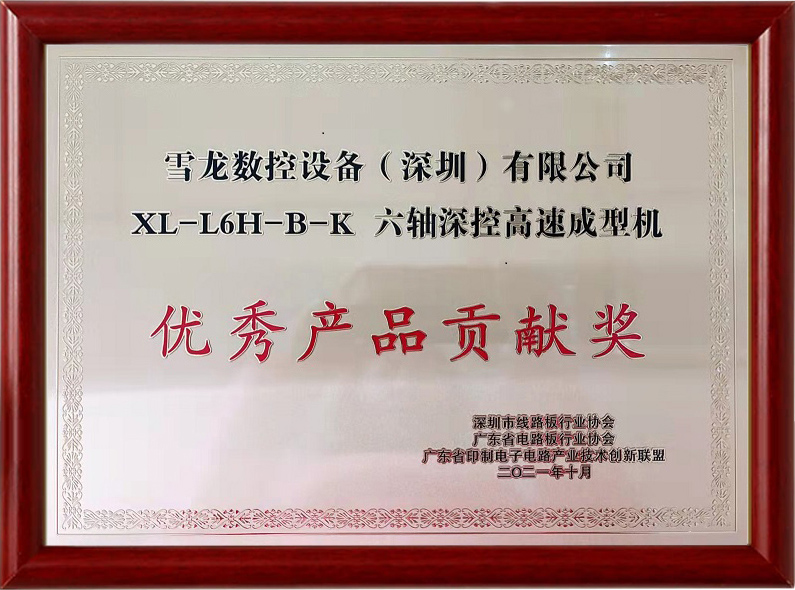 雪龙数控设备（深圳）有限公司
XL-L6H-B-K 六轴深控高速成型机
优秀产品贡献奖
深圳市线路板行业协会
广东省电路板行业协会
广东省印制电子电路产业技术创新联盟
二〇二一年十月